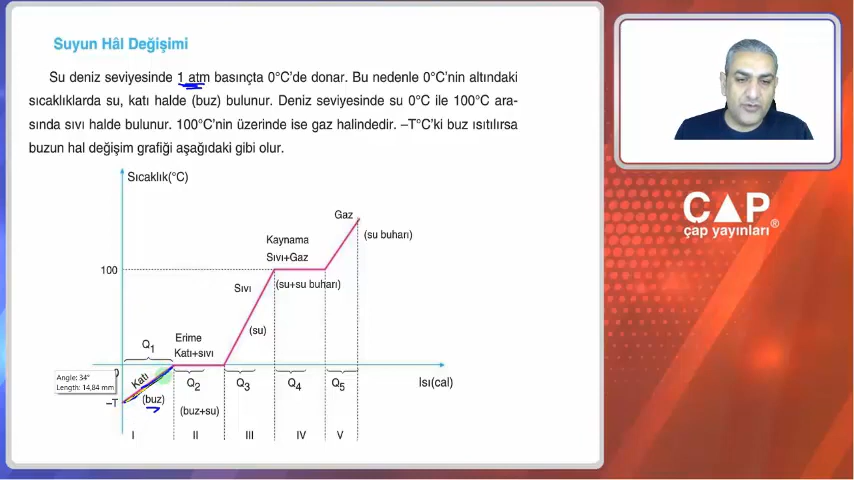 Suyun Hâl Değişimi
Su deniz seviyesinde 1 atm basınçta 0°C'de donar. Bu nedenle 0°C'nin altındaki
sıcaklıklarda su, katı halde (buz) bulunur. Deniz seviyesinde su 0°C ile 100°C ara-
sında sıvı halde bulunur. 100°C'nin üzerinde ise gaz halindedir. –T°C'ki buz ısıtılırsa
buzun hal değişim grafiği aşağıdaki gibi olur.
Sıcaklık(°C)
Gaz
(su buharı)
Kaynama
Sıvı+Gaz
100
(su+su buharı)
Sıvı
(su)
Erime
Katı+sıvı
Q1
0
Angle: 34°
Length: 14,84 mm
Katı
(buz)
–T
Q2
Q3
Q4
Q5
Isı(cal)
(buz+su)
I
II
III
IV
V
ÇAP
çap yayınları®